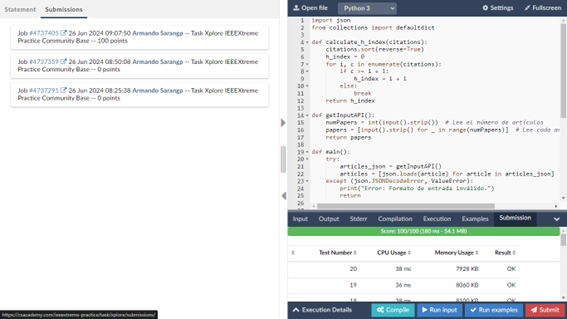 Statement Submissions
Job #4737405 26 Jun 2024 09:07:50 Armando Sarango -- Task Xplore IEEEXtreme
Practice Community Base -- 100 points
Job #4737359 26 Jun 2024 08:50:08 Armando Sarango -- Task Xplore IEEEXtreme
Practice Community Base -- 0 points
Job #4737291 26 Jun 2024 08:25:38 Armando Sarango -- Task Xplore IEEEXtreme
Practice Community Base -- 0 points
https://csacademy.com/ieeextreme-practice/task/xplore/submissions/
Open file Python 3 Settings Fullscreen
1 import json
2 from collections import defaultdict
3
4 def calculate_h_index(citations):
5 citations.sort(reverse=True)
6 h_index = 0
7 for i, c in enumerate(citations):
8 if c >= i + 1:
9 h_index = i + 1
10 else:
11 break
12 return h_index
13
14 def getInputAPI():
15 numPapers = int(input().strip()) # Lee el número de artículos
16 papers = [input().strip() for _ in range(numPapers)] # Lee cada
17 return papers
18
19 def main():
20 try:
21 articles_json = getInputAPI()
22 articles = [json.loads(article) for article in articles_json]
23 except (json.JSONDecodeError, ValueError):
24 print("Error: Formato de entrada inválido.")
25 return
26
Input Output Stderr Compilation Execution Examples Submission
Score: 100/100 (180 ms - 54.1 MB)
Test Number CPU Usage Memory Usage Result
20 38 ms 7928 KB OK
19 36 ms 8060 KB OK
18 38 ms 8100 KB OK
Execution Details Compile Run input Run examples Submit